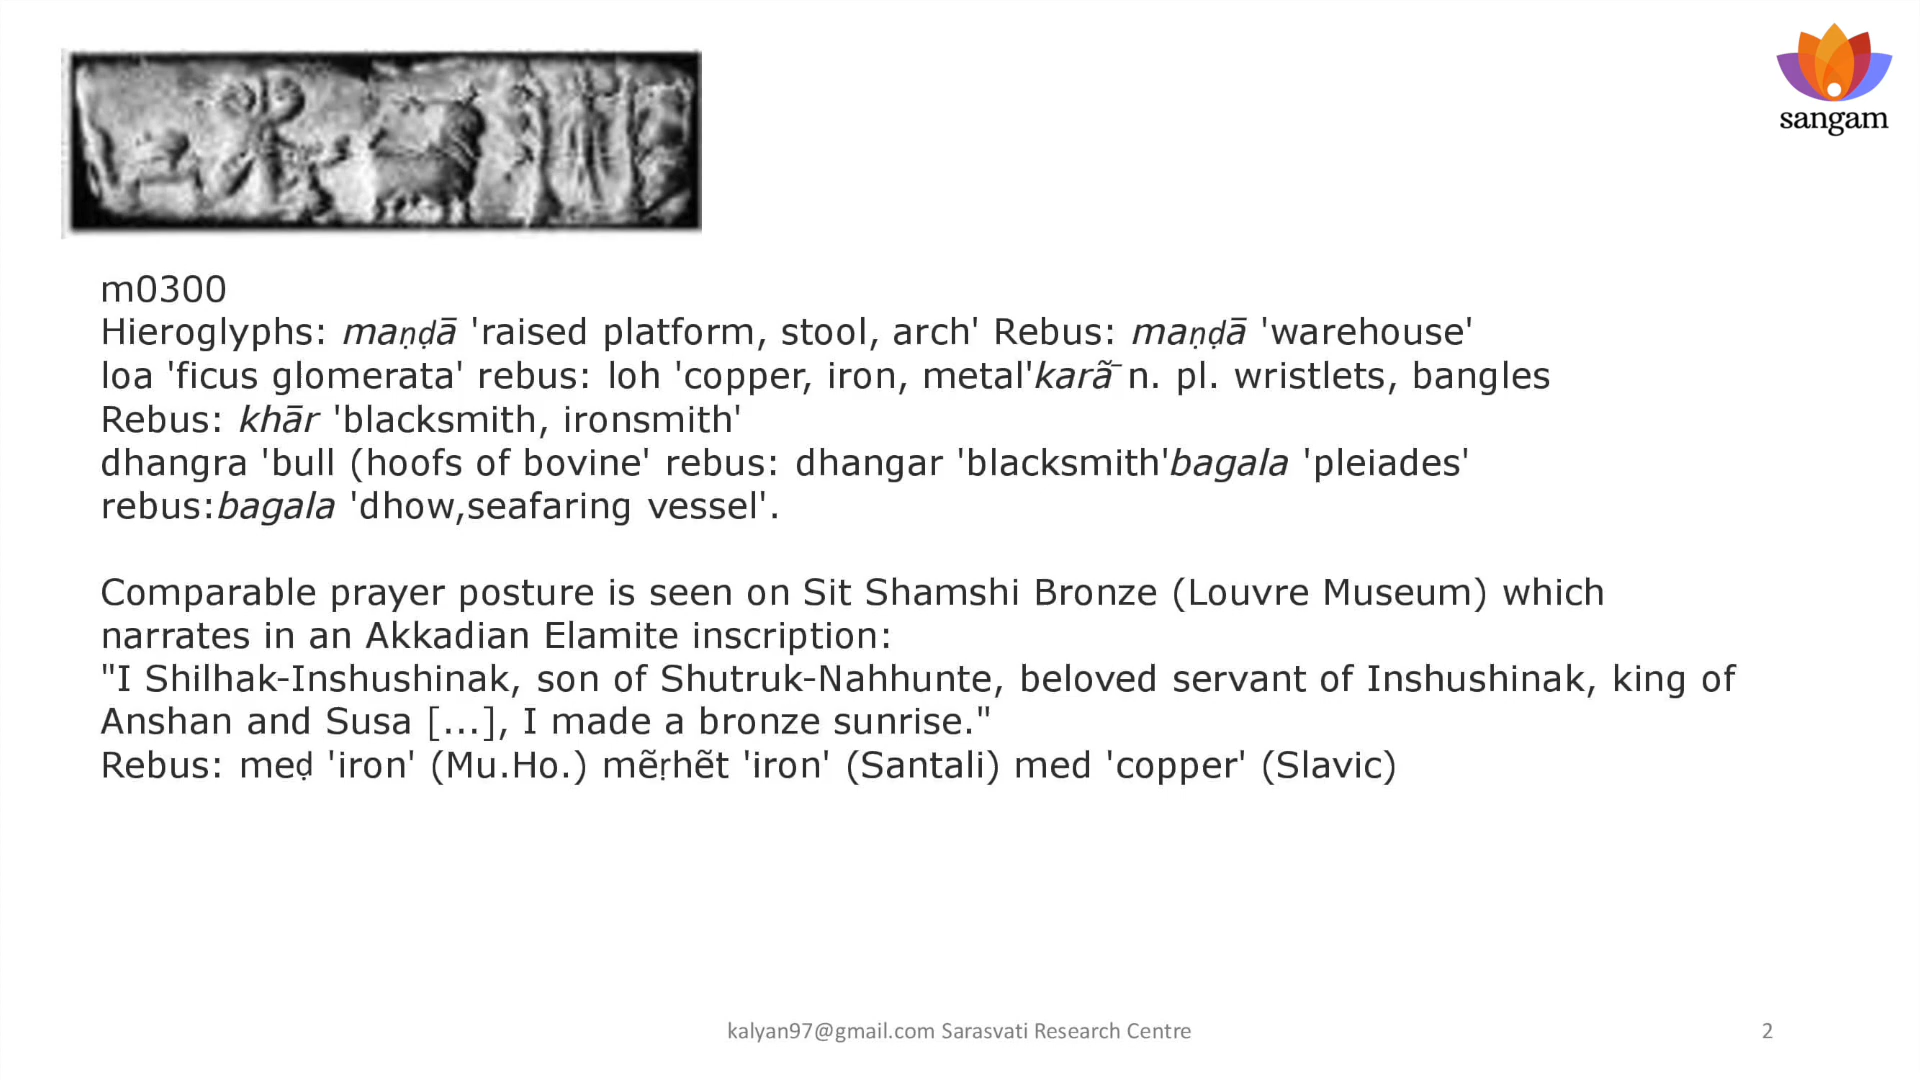 sangam
m0300
Hieroglyphs: maṇḍā 'raised platform, stool, arch' Rebus: maṇḍā 'warehouse'
loa 'ficus glomerata' rebus: loh 'copper, iron, metal'karã̄ n. pl. wristlets, bangles
Rebus: khār 'blacksmith, ironsmith'
dhangra 'bull (hoofs of bovine' rebus: dhangar 'blacksmith'bagala 'pleiades'
rebus:bagala 'dhow,seafaring vessel'.
Comparable prayer posture is seen on Sit Shamshi Bronze (Louvre Museum) which
narrates in an Akkadian Elamite inscription:
"I Shilhak-Inshushinak, son of Shutruk-Nahhunte, beloved servant of Inshushinak, king of
Anshan and Susa [...], I made a bronze sunrise."
Rebus: meḍ 'iron' (Mu.Ho.) mẽṛhẽt 'iron' (Santali) med 'copper' (Slavic)
kalyan97@gmail.com Sarasvati Research Centre
2